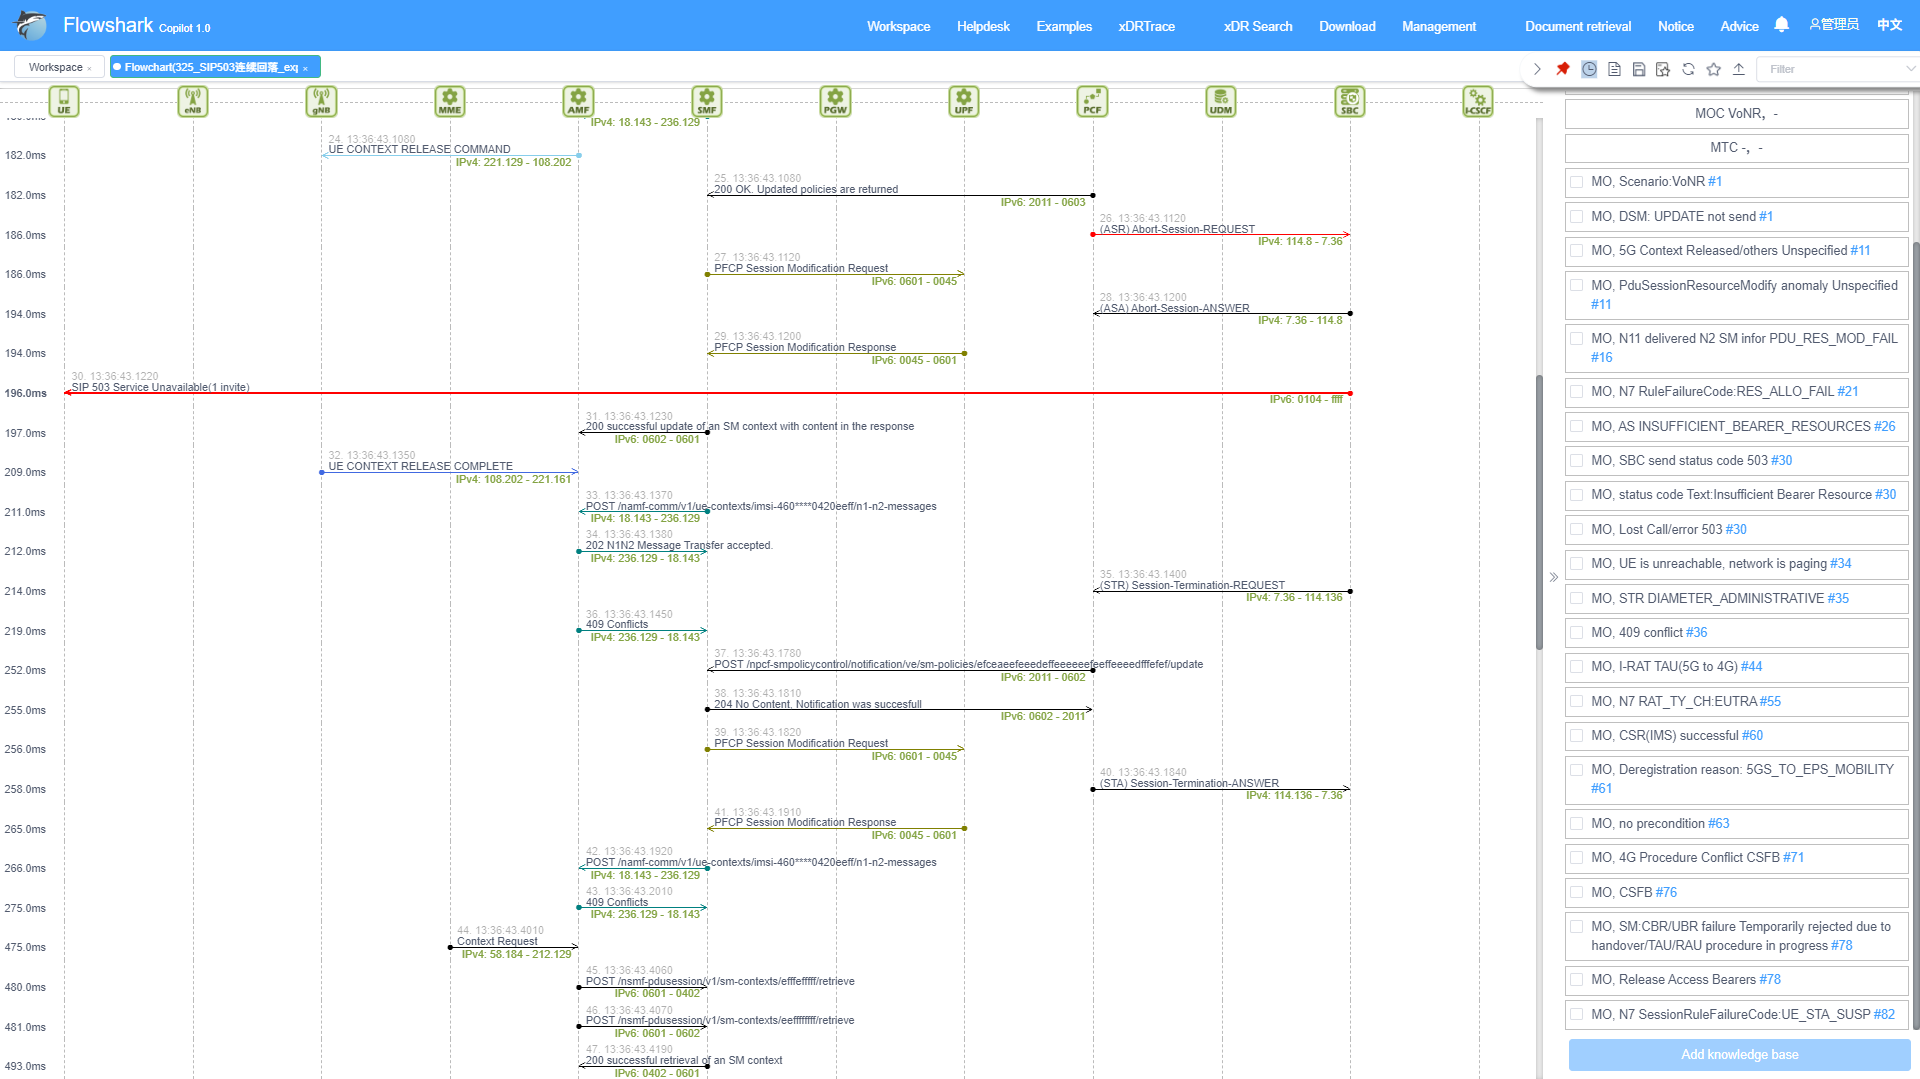 Flowshark Copilot 1.0
Workspace Helpdesk Examples xDRTrace xDR Search Download Management Document retrieval Notice Advice 管理员 中文
Workspace ×
Flowchart(325_SIP503连续回落_exq ×
Filter
UE eNB gNB MME AMF SMF PGW UPF PCF UDM SBC I-CSCF
IPv4: 18.143 - 236.129
182.0ms
24. 13:36:43.1080
UE CONTEXT RELEASE COMMAND
IPv4: 221.129 - 108.202
182.0ms
25. 13:36:43.1080
200 OK. Updated policies are returned
IPv6: 2011 - 0603
186.0ms
26. 13:36:43.1120
(ASR) Abort-Session-REQUEST
IPv4: 114.8 - 7.36
186.0ms
27. 13:36:43.1120
PFCP Session Modification Request
IPv6: 0601 - 0045
194.0ms
28. 13:36:43.1200
(ASA) Abort-Session-ANSWER
IPv4: 7.36 - 114.8
194.0ms
29. 13:36:43.1200
PFCP Session Modification Response
IPv6: 0045 - 0601
196.0ms
30. 13:36:43.1220
SIP 503 Service Unavailable(1 invite)
IPv6: 0104 - ffff
197.0ms
31. 13:36:43.1230
200 successful update of an SM context with content in the response
IPv6: 0602 - 0601
209.0ms
32. 13:36:43.1350
UE CONTEXT RELEASE COMPLETE
IPv4: 108.202 - 221.161
211.0ms
33. 13:36:43.1370
POST /namf-comm/v1/ue-contexts/imsi-460****0420eeff/n1-n2-messages
IPv4: 18.143 - 236.129
212.0ms
34. 13:36:43.1380
202 N1N2 Message Transfer accepted.
IPv4: 236.129 - 18.143
214.0ms
35. 13:36:43.1400
(STR) Session-Termination-REQUEST
IPv4: 7.36 - 114.136
219.0ms
36. 13:36:43.1450
409 Conflicts
IPv4: 236.129 - 18.143
252.0ms
37. 13:36:43.1780
POST /npcf-smpolicycontrol/notification/ve/sm-policies/efceaeefeeedeffeeeeeefeeffeeeedfffefef/update
IPv6: 2011 - 0602
255.0ms
38. 13:36:43.1810
204 No Content, Notification was succesfull
IPv6: 0602 - 2011
256.0ms
39. 13:36:43.1820
PFCP Session Modification Request
IPv6: 0601 - 0045
258.0ms
40. 13:36:43.1840
(STA) Session-Termination-ANSWER
IPv4: 114.136 - 7.36
265.0ms
41. 13:36:43.1910
PFCP Session Modification Response
IPv6: 0045 - 0601
266.0ms
42. 13:36:43.1920
POST /namf-comm/v1/ue-contexts/imsi-460****0420eeff/n1-n2-messages
IPv4: 18.143 - 236.129
275.0ms
43. 13:36:43.2010
409 Conflicts
IPv4: 236.129 - 18.143
475.0ms
44. 13:36:43.4010
Context Request
IPv4: 58.184 - 212.129
480.0ms
45. 13:36:43.4060
POST /nsmf-pdusession/v1/sm-contexts/efffefffff/retrieve
IPv6: 0601 - 0402
481.0ms
46. 13:36:43.4070
POST /nsmf-pdusession/v1/sm-contexts/eefffffffff/retrieve
IPv6: 0601 - 0602
493.0ms
47. 13:36:43.4190
200 successful retrieval of an SM context
IPv6: 0402 - 0601
MOC VoNR, -
MTC -, -
MO, Scenario:VoNR #1
MO, DSM: UPDATE not send #1
MO, 5G Context Released/others Unspecified #11
MO, PduSessionResourceModify anomaly Unspecified
#11
MO, N11 delivered N2 SM infor PDU_RES_MOD_FAIL
#16
MO, N7 RuleFailureCode:RES_ALLO_FAIL #21
MO, AS INSUFFICIENT_BEARER_RESOURCES #26
MO, SBC send status code 503 #30
MO, status code Text:Insufficient Bearer Resource #30
MO, Lost Call/error 503 #30
MO, UE is unreachable, network is paging #34
MO, STR DIAMETER_ADMINISTRATIVE #35
MO, 409 conflict #36
MO, I-RAT TAU(5G to 4G) #44
MO, N7 RAT_TY_CH:EUTRA #55
MO, CSR(IMS) successful #60
MO, Deregistration reason: 5GS_TO_EPS_MOBILITY
#61
MO, no precondition #63
MO, 4G Procedure Conflict CSFB #71
MO, CSFB #76
MO, SM:CBR/UBR failure Temporarily rejected due to
handover/TAU/RAU procedure in progress #78
MO, Release Access Bearers #78
MO, N7 SessionRuleFailureCode:UE_STA_SUSP #82
Add knowledge base